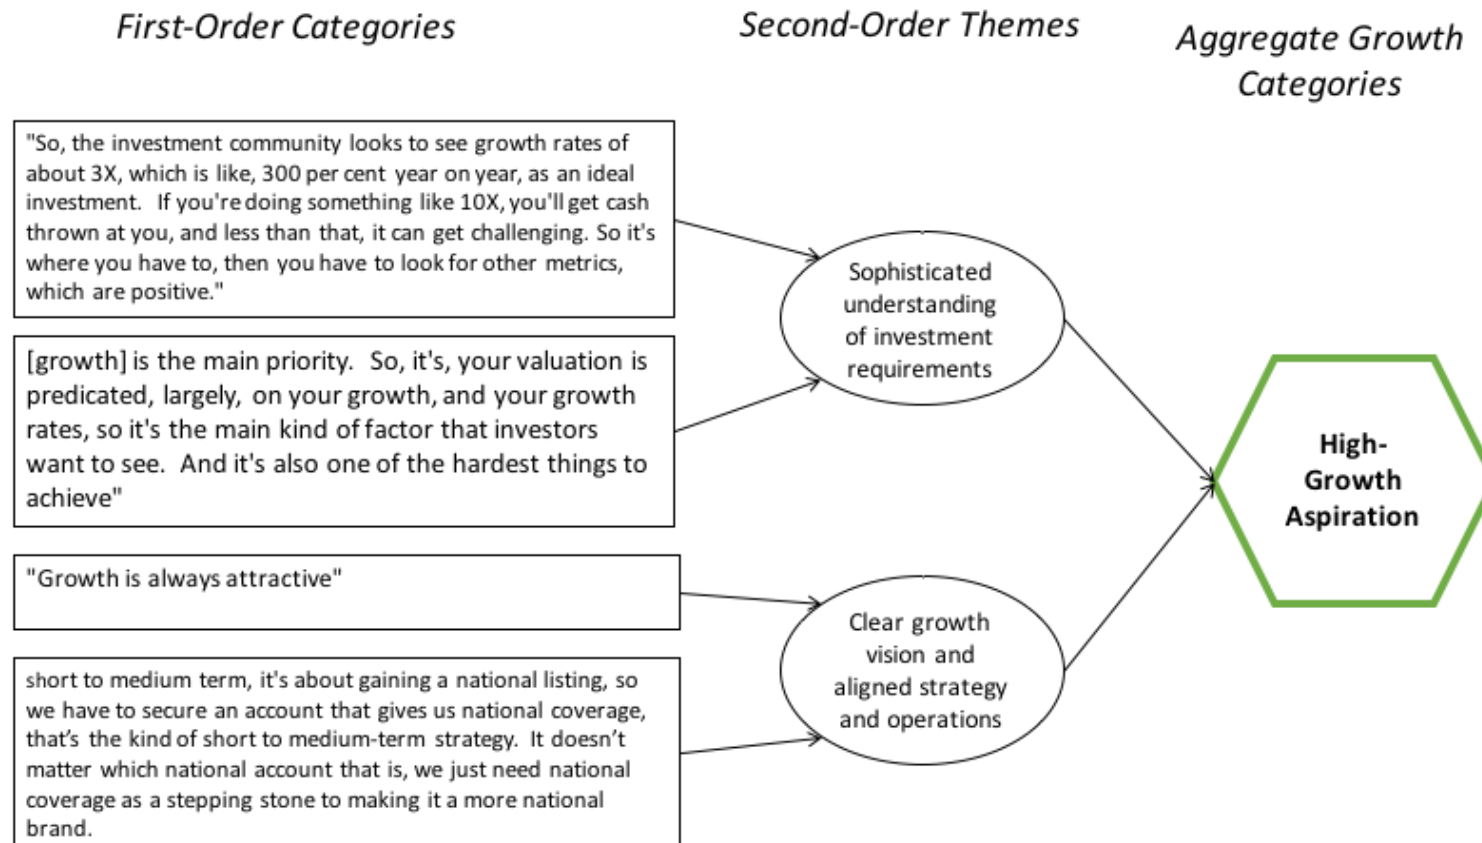 First-Order Categories
Second-Order Themes
Aggregate Growth
Categories
"So, the investment community looks to see growth rates of
about 3X, which is like, 300 per cent year on year, as an ideal
investment.  If you're doing something like 10X, you'll get cash
thrown at you, and less than that, it can get challenging. So it's
where you have to, then you have to look for other metrics,
which are positive."
[growth] is the main priority.  So, it's, your valuation is
predicated, largely, on your growth, and your growth
rates, so it's the main kind of factor that investors
want to see.  And it's also one of the hardest things to
achieve"
"Growth is always attractive"
short to medium term, it's about gaining a national listing, so
we have to secure an account that gives us national coverage,
that’s the kind of short to medium-term strategy.  It doesn’t
matter which national account that is, we just need national
coverage as a stepping stone to making it a more national
brand.
Sophisticated
understanding
of investment
requirements
Clear growth
vision and
aligned strategy
and operations
High-
Growth
Aspiration